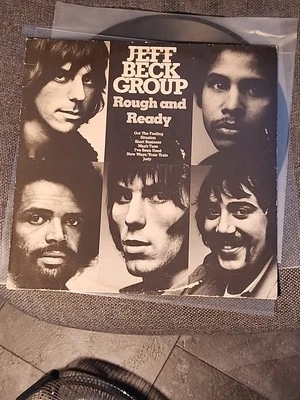 JEFF
BECK
GROUP
Rough and
Ready
Got The Feeling
Situation
Short Business
Max's Tune
I've Been Used
New Ways/Train Train
Jody